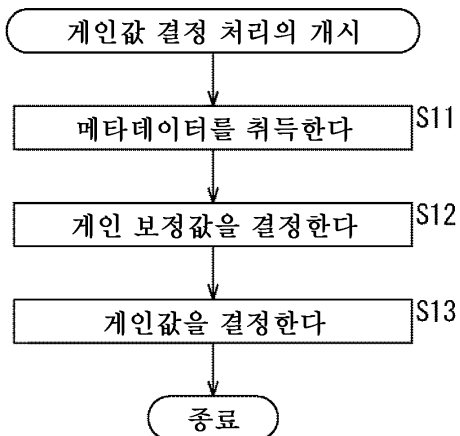 게인값 결정 처리의 개시
메타데이터를 취득한다 S11
게인 보정값을 결정한다 S12
게인값을 결정한다 S13
종료